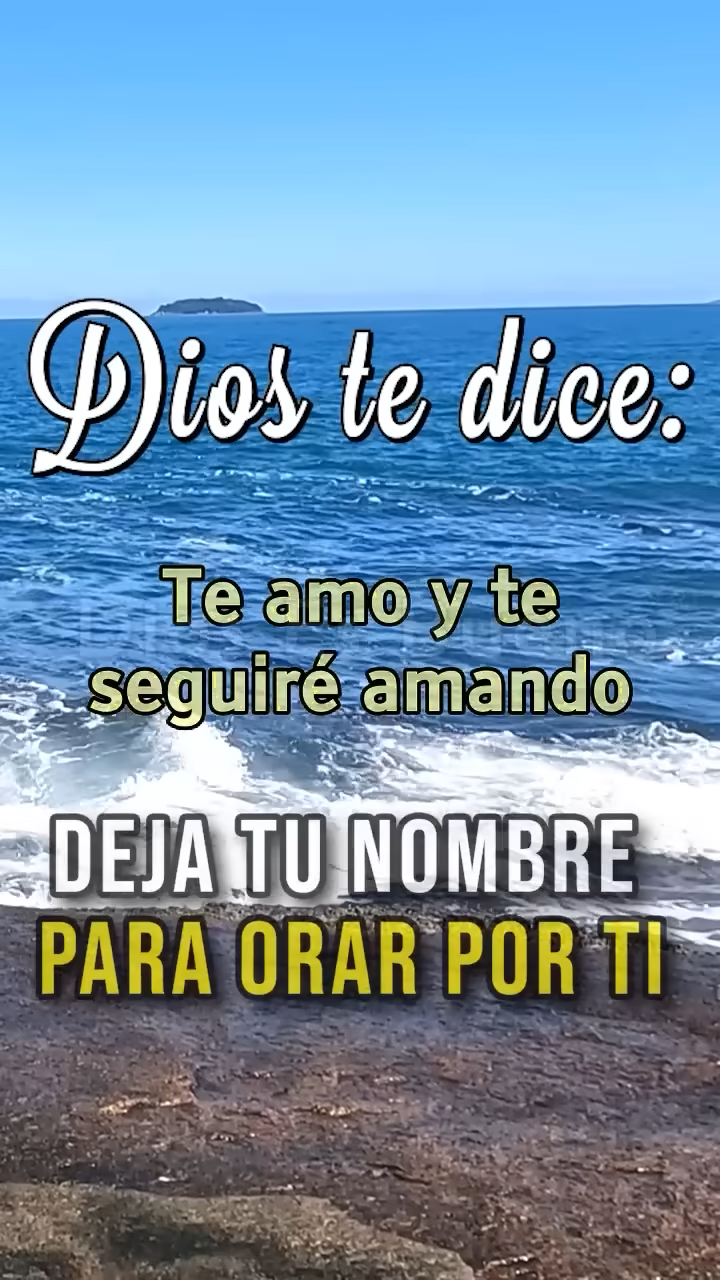 Dios te dice:
Te amo y te
seguiré amando
DEJA TU NOMBRE
PARA ORAR POR TI